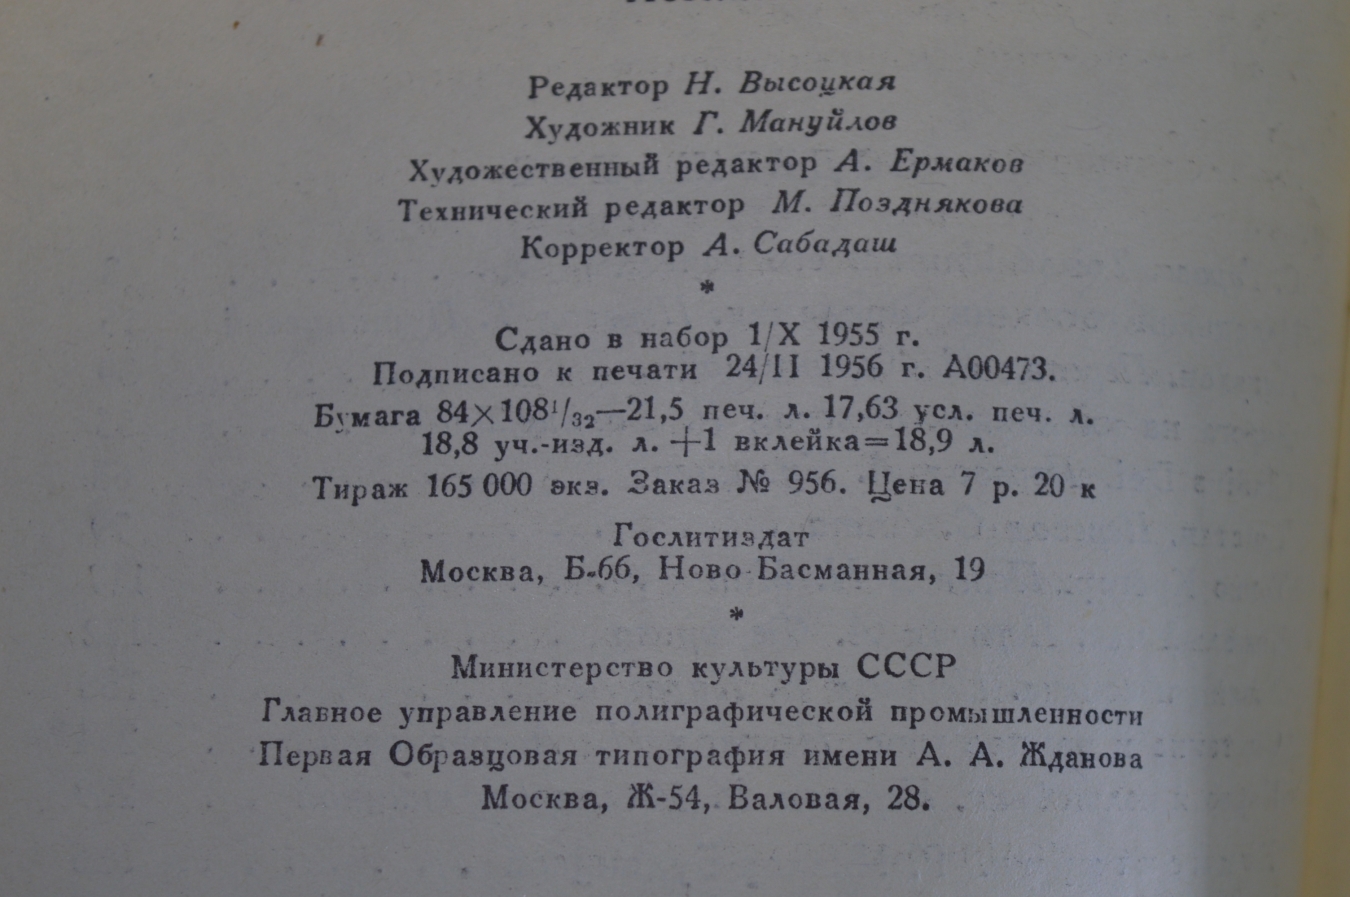 Редактор Н. Высоцкая
Художник Г. Мануйлов
Художественный редактор А. Ермаков
Технический редактор М. Позднякова
Корректор А. Сабадаш
*
Сдано в набор 1/X 1955 г.
Подписано к печати 24/II 1956 г. А00473.
Бумага 84×108¹/₃₂—21,5 печ. л. 17,63 усл. печ. л.
18,8 уч.-изд. л. +1 вклейка=18,9 л.
Тираж 165 000 экз. Заказ № 956. Цена 7 р. 20 к
Гослитиздат
Москва, Б-66, Ново-Басманная, 19
*
Министерство культуры СССР
Главное управление полиграфической промышленности
Первая Образцовая типография имени А. А. Жданова
Москва, Ж-54, Валовая, 28.